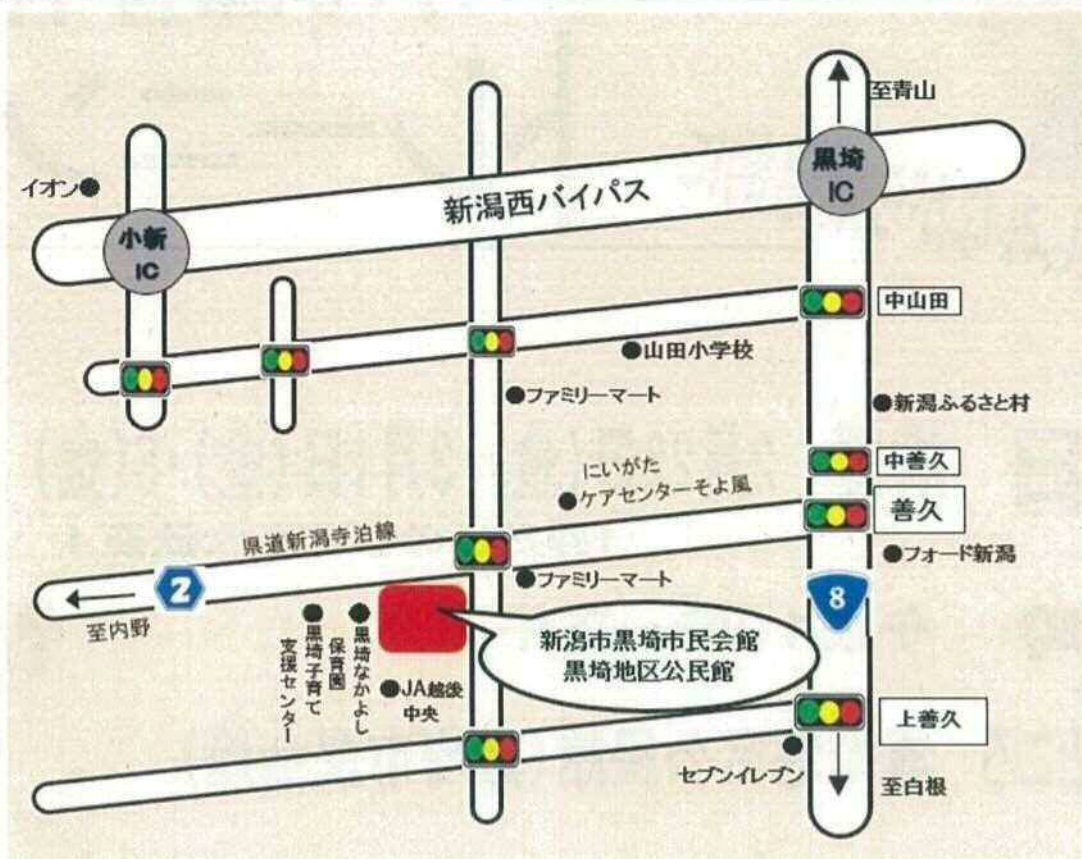 至青山
黒埼
IC
イオン
新潟西バイパス
小新
IC
中山田
山田小学校
ファミリーマート
新潟ふるさと村
中善久
にいがた
ケアセンターそよ風
善久
県道新潟寺泊線
フォード新潟
2
ファミリーマート
8
至内野
新潟市黒埼市民会館
黒埼地区公民館
黒埼なかよし
保育園
黒埼子育て
支援センター
JA越後
中央
上善久
セブンイレブン
至白根